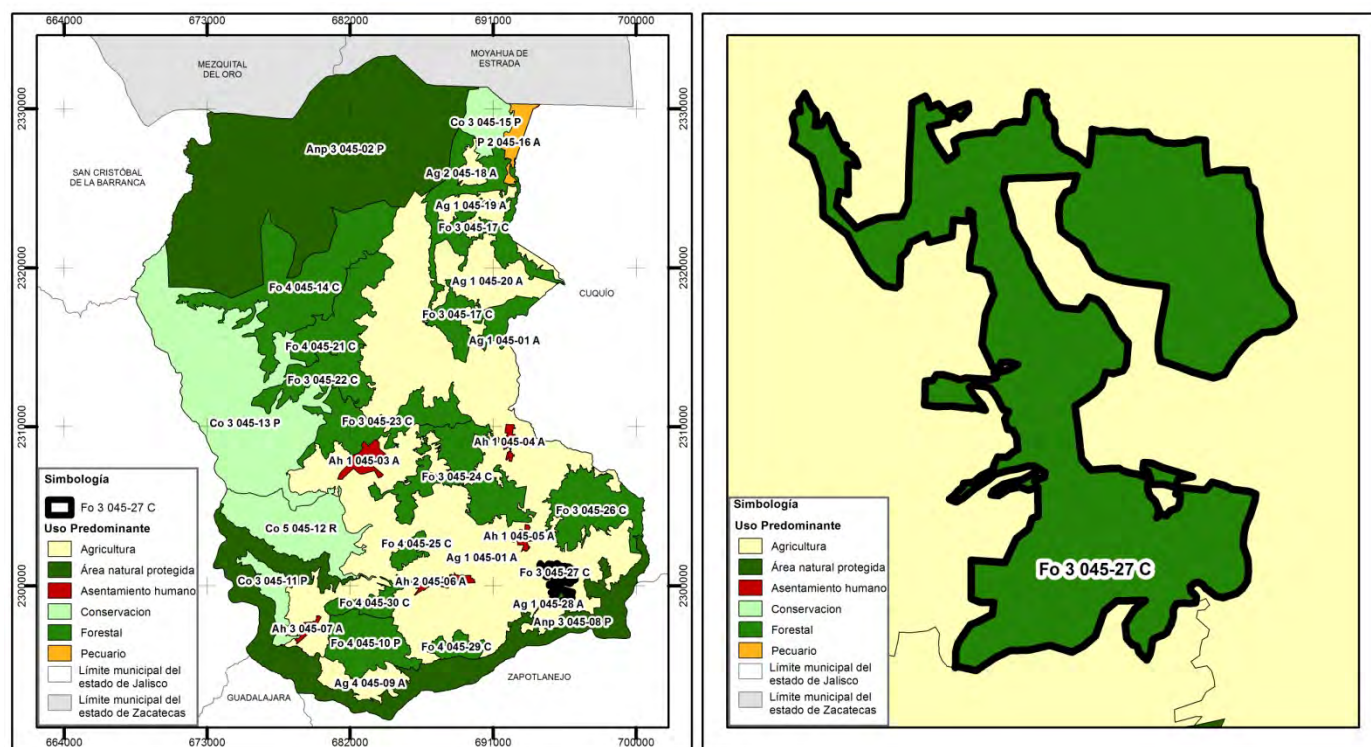 664000 673000 682000 691000 700000
MEZQUITAL
DEL ORO
MOYAHUA DE
ESTRADA
2330000
2330000
Co 3 045-15 P
P 2 045-16 A
Anp 3 045-02 P
SAN CRISTÓBAL
DE LA BARRANCA
Ag 2 045-18 A
Ag 1 045-19 A
Fo 3 045-17 C
2320000
2320000
Ag 1 045-20 A
CUQUÍO
Fo 4 045-14 C
Fo 3 045-17 C
Ag 1 045-01 A
Fo 4 045-21 C
Fo 3 045-22 C
Co 3 045-13 P
Fo 3 045-23 C
2310000
2310000
Ah 1 045-04 A
Ah 1 045-03 A
Fo 3 045-24 C
Fo 3 045-26 C
Co 5 045-12 R
Ah 1 045-05 A
Fo 4 045-25 C
Ag 1 045-01 A
Fo 3 045-27 C
Co 3 045-11 P
Ah 2 045-06 A
2300000
2300000
Fo 4 045-30 C
Ag 1 045-28 A
Anp 3 045-08 P
Ah 3 045-07 A
Fo 4 045-10 P
Fo 4 045-29 C
ZAPOTLANEJO
Ag 4 045-09 A
GUADALAJARA
664000 673000 682000 691000 700000
Simbología
Fo 3 045-27 C
Uso Predominante
Agricultura
Área natural protegida
Asentamiento humano
Conservacion
Forestal
Pecuario
Límite municipal del
estado de Jalisco
Límite municipal del
estado de Zacatecas
Fo 3 045-27 C
Simbología
Uso Predominante
Agricultura
Área natural protegida
Asentamiento humano
Conservacion
Forestal
Pecuario
Límite municipal del
estado de Jalisco
Límite municipal del
estado de Zacatecas